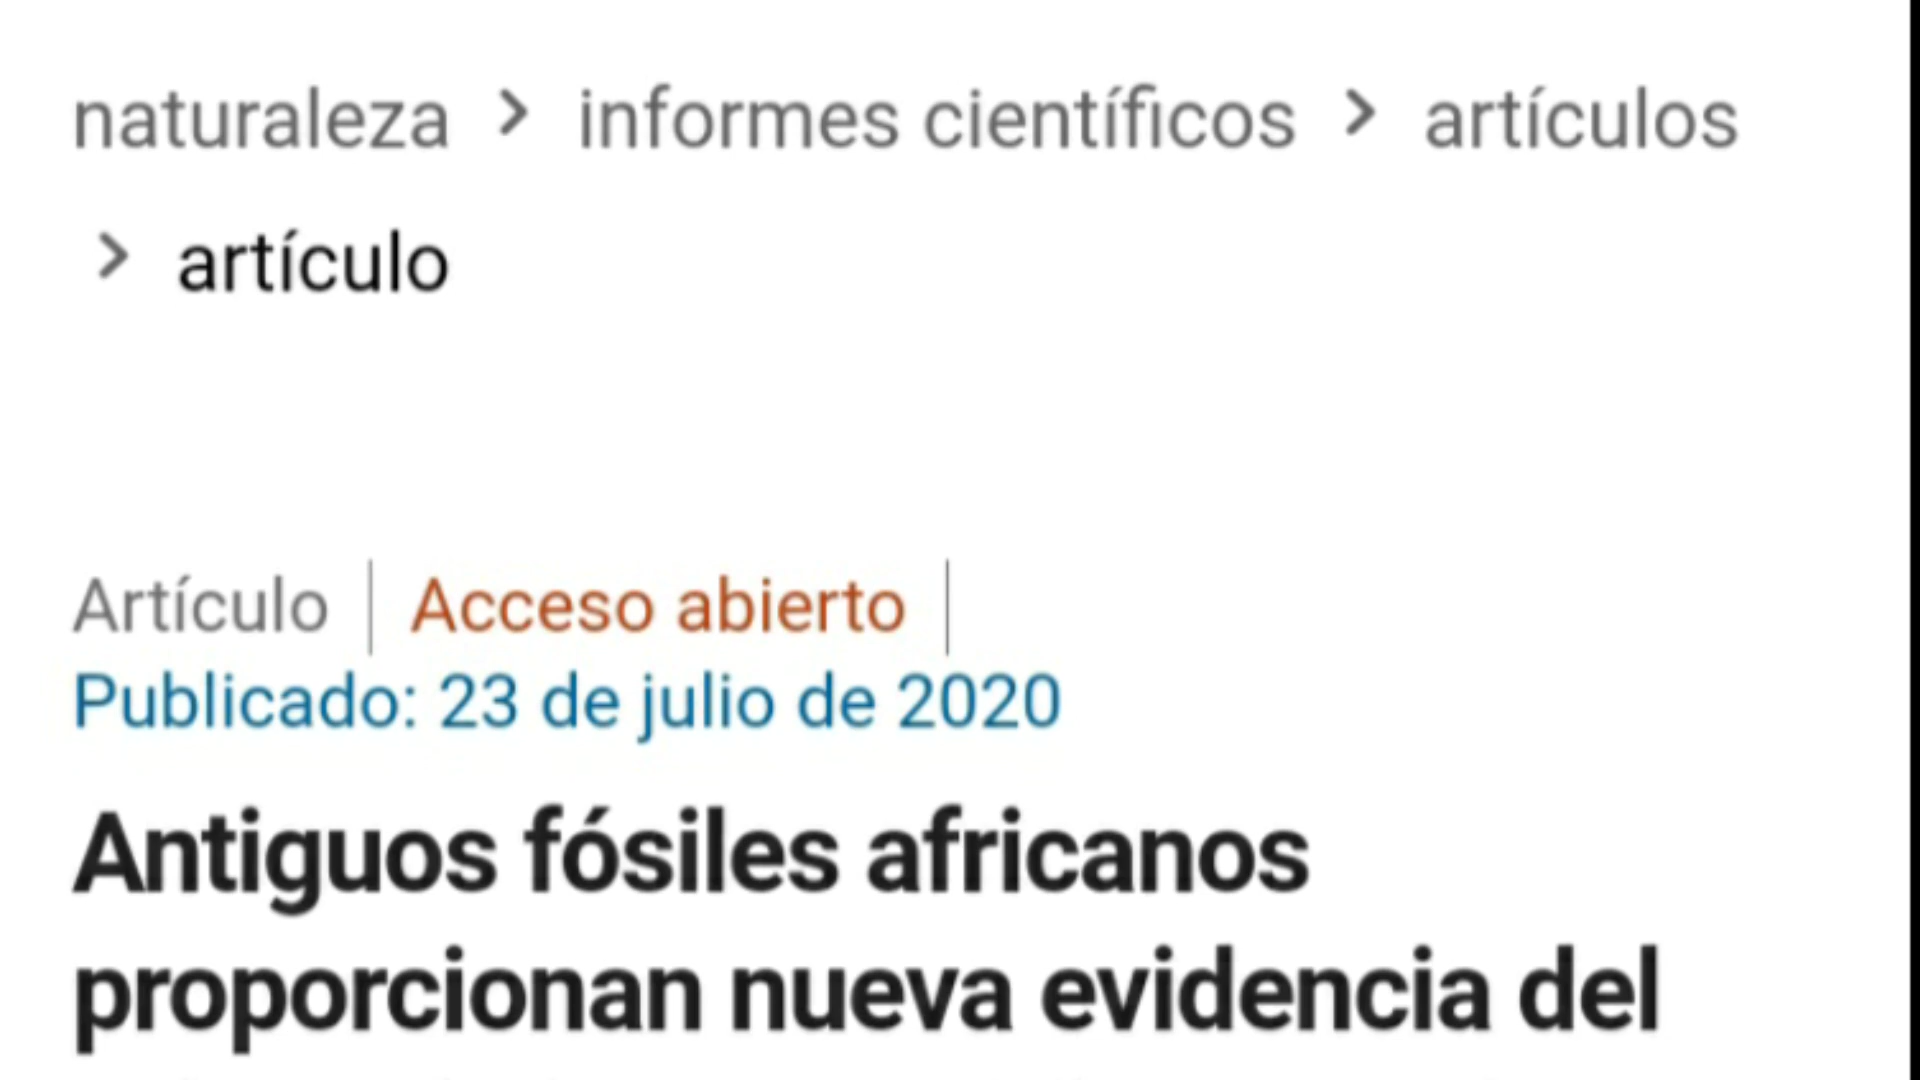 naturaleza > informes científicos > artículos
> artículo
Artículo | Acceso abierto |
Publicado: 23 de julio de 2020
Antiguos fósiles africanos
proporcionan nueva evidencia del